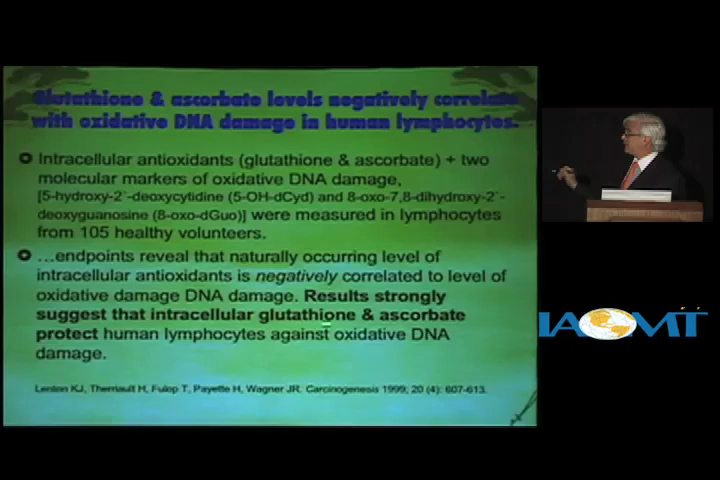 Glutathione & ascorbate levels negatively correlate
with oxidative DNA damage in human lymphocytes.
Intracellular antioxidants (glutathione & ascorbate) + two
molecular markers of oxidative DNA damage,
[5-hydroxy-2`-deoxycytidine (5-OH-dCyd) and 8-oxo-7,8-dihydroxy-2`-
deoxyguanosine (8-oxo-dGuo)] were measured in lymphocytes
from 105 healthy volunteers.
…endpoints reveal that naturally occurring level of
intracellular antioxidants is negatively correlated to level of
oxidative damage DNA damage. Results strongly
suggest that intracellular glutathione & ascorbate
protect human lymphocytes against oxidative DNA
damage.
Lenton KJ, Therriault H, Fulop T, Payette H, Wagner JR. Carcinogenesis 1999; 20 (4): 607-613.
IAOMT